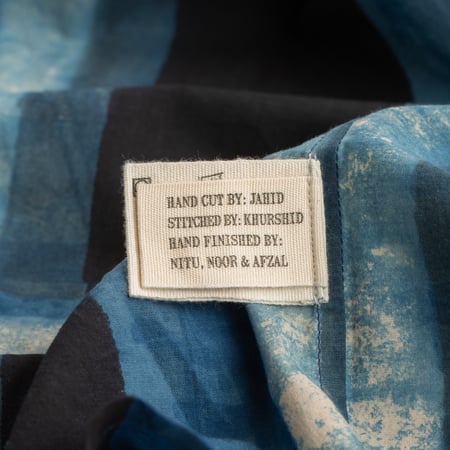 HAND CUT BY: JAHID
STITCHED BY: KHURSHID
HAND FINISHED BY:
NITU, NOOR & AFZAL